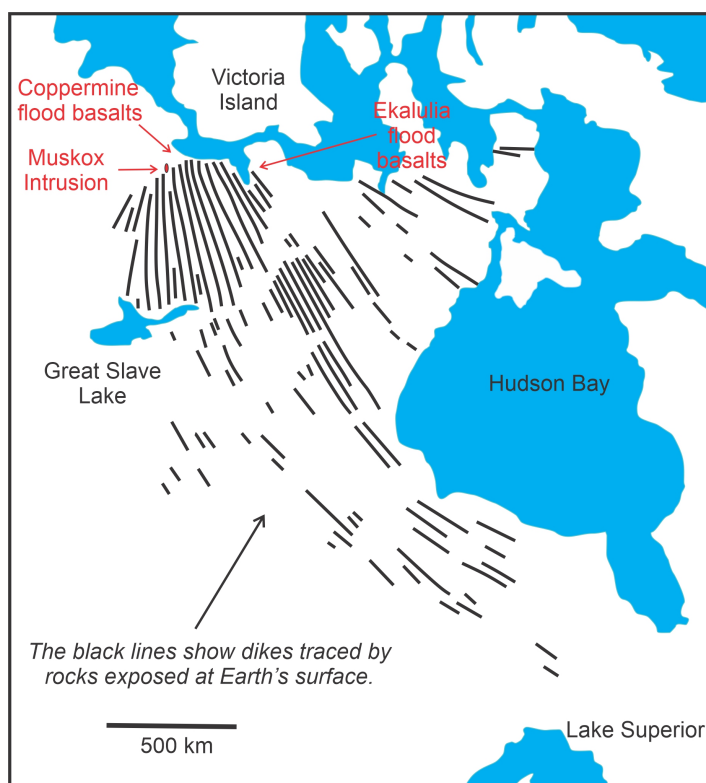 Victoria
Island
Coppermine
flood basalts
Ekalulia
flood
basalts
Muskox
Intrusion
Great Slave
Lake
Hudson Bay
The black lines show dikes traced by
rocks exposed at Earth's surface.
500 km
Lake Superior